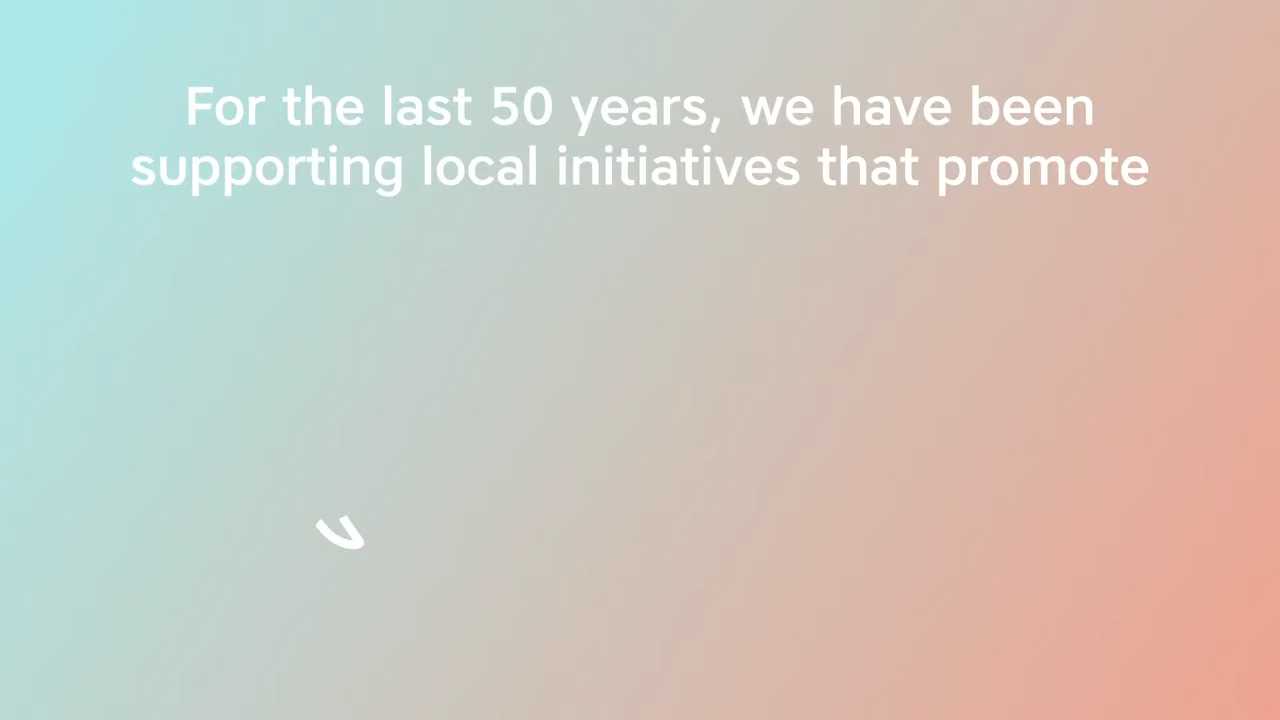 For the last 50 years, we have been
supporting local initiatives that promote